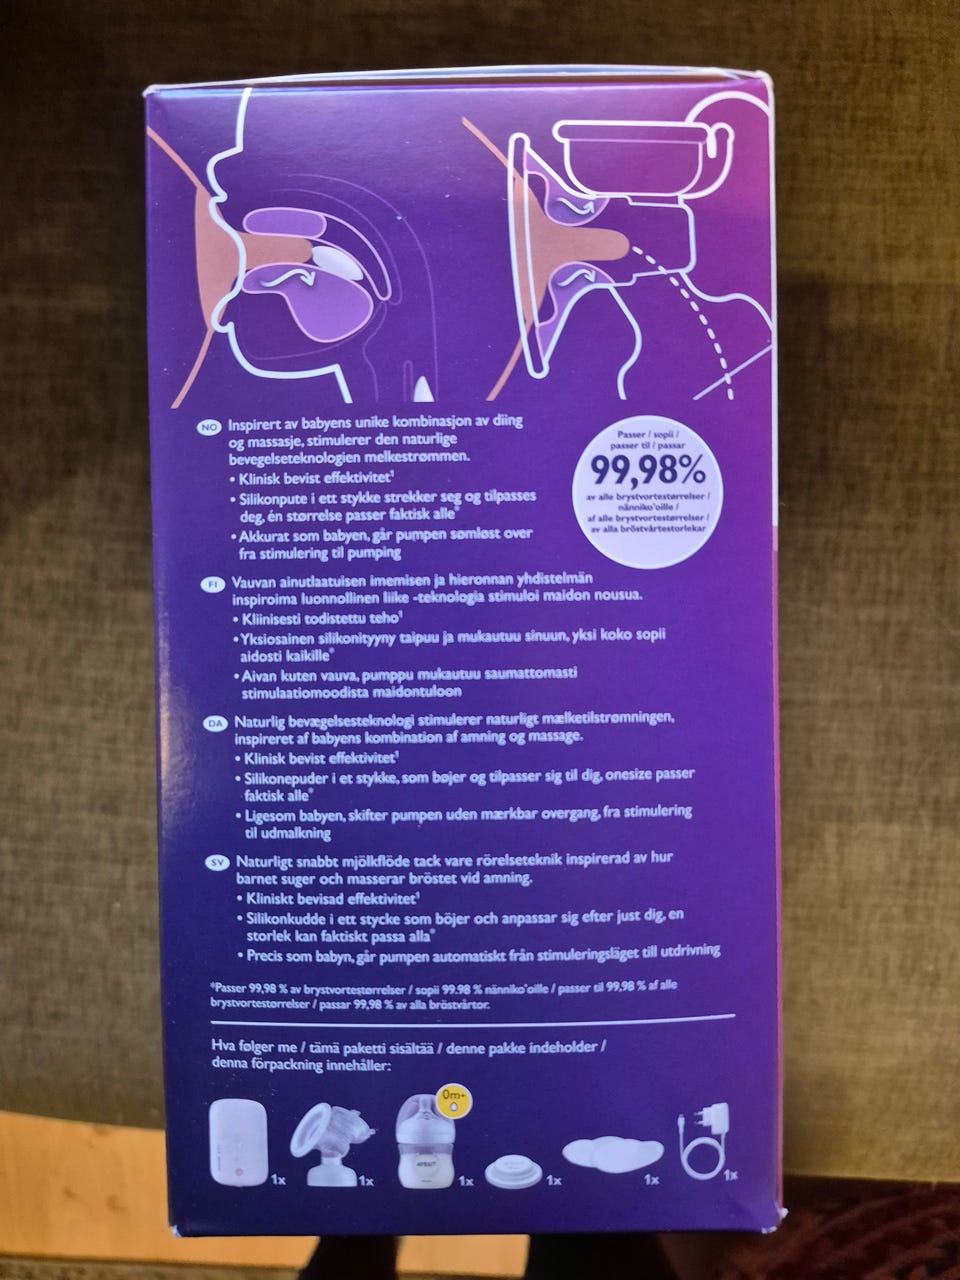 NO Inspirert av babyens unike kombinasjon av diing
og massasje, stimulerer den naturlige
bevegelseteknologien melkestrømmen.
• Klinisk bevist effektivitet¹
• Silikonpute i ett stykke strekker seg og tilpasses
deg, én størrelse passer faktisk alle*
• Akkurat som babyen, går pumpen sømløst over
fra stimulering til pumping
Passer / sopii /
passer til / passar
99,98%
av alle brystvortestørrelser /
nänniko'oille /
af alle brystvortestørrelser /
av alla bröstvårtestorlekar
FI Vauvan ainutlaatuisen imemisen ja hieronnan yhdistelmän
inspiroima luonnollinen liike -teknologia stimuloi maidon nousua.
• Kliinisesti todistettu teho¹
• Yksiosainen silikonityyny taipuu ja mukautuu sinuun, yksi koko sopii
aidosti kaikille*
• Aivan kuten vauva, pumppu mukautuu saumattomasti
stimulaatiomoodista maidontuloon
DA Naturlig bevægelsesteknologi stimulerer naturligt mælketilstrømningen,
inspireret af babyens kombination af amning og massage.
• Klinisk bevist effektivitet¹
• Silikonepuder i et stykke, som bøjer og tilpasser sig til dig, onesize passer
faktisk alle*
• Ligesom babyen, skifter pumpen uden mærkbar overgang, fra stimulering
til udmalkning
SV Naturligt snabbt mjölkflöde tack vare rörelseteknik inspirerad av hur
barnet suger och masserar bröstet vid amning.
• Kliniskt bevisad effektivitet¹
• Silikonkudde i ett stycke som böjer och anpassar sig efter just dig, en
storlek kan faktiskt passa alla*
• Precis som babyn, går pumpen automatiskt från stimuleringsläget till utdrivning
*Passer 99,98 % av brystvortestørrelser / sopii 99.98 % nänniko'oille / passer til 99,98 % af alle
brystvortestørrelser / passar 99,98 % av alla bröstvårtor.
Hva følger me / tämä paketti sisältää / denne pakke indeholder /
denna förpackning innehåller:
0m+
AVENT
1x 1x 1x 1x 1x 1x